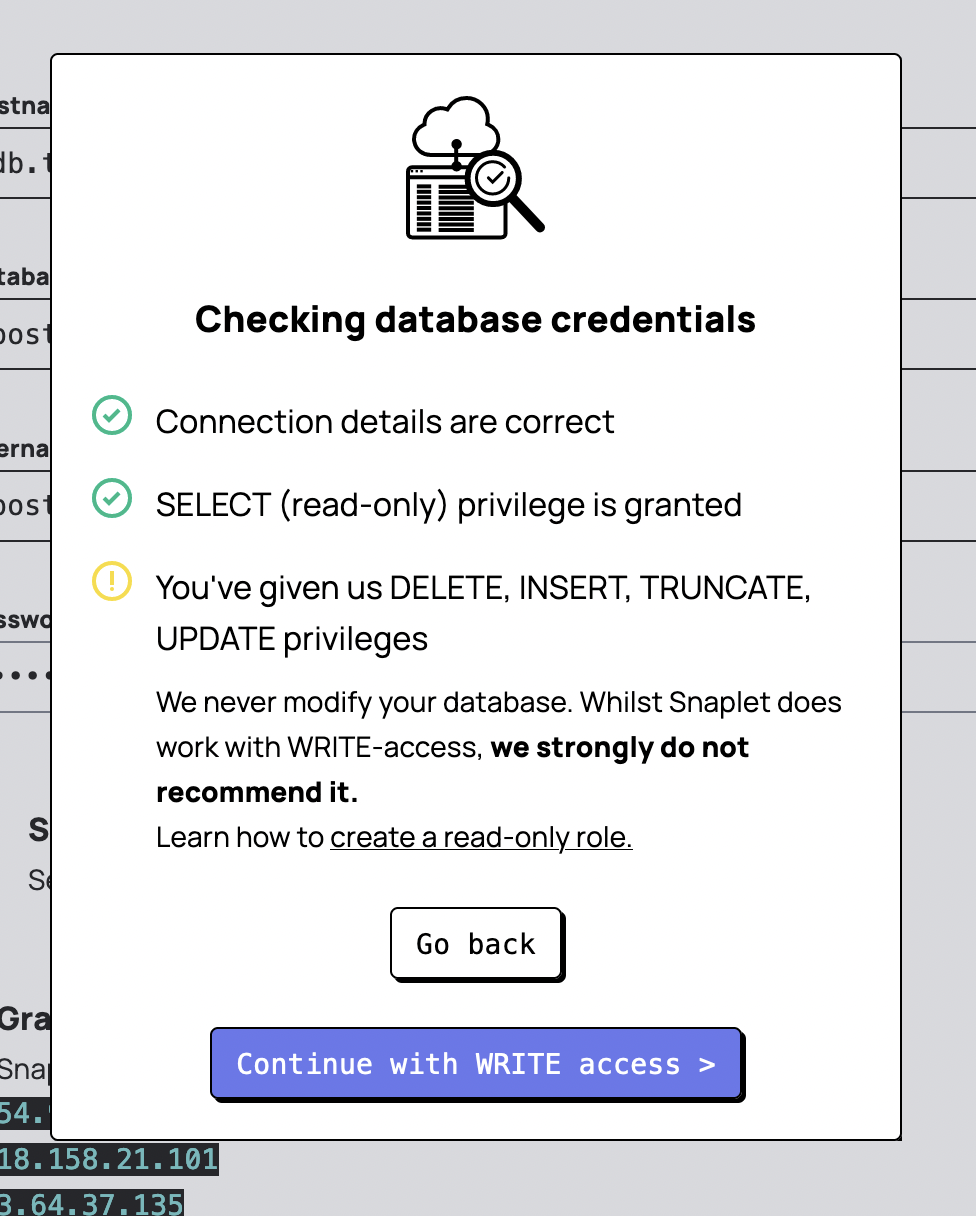 stna
db.t
Checking database credentials
taba
post
Connection details are correct
erna
post
SELECT (read-only) privilege is granted
You've given us DELETE, INSERT, TRUNCATE,
UPDATE privileges
sswo
We never modify your database. Whilst Snaplet does
work with WRITE-access, we strongly do not
recommend it.
Learn how to create a read-only role.
S
Se
Go back
Gra
Snap
Continue with WRITE access >
54.
18.158.21.101
3.64.37.135